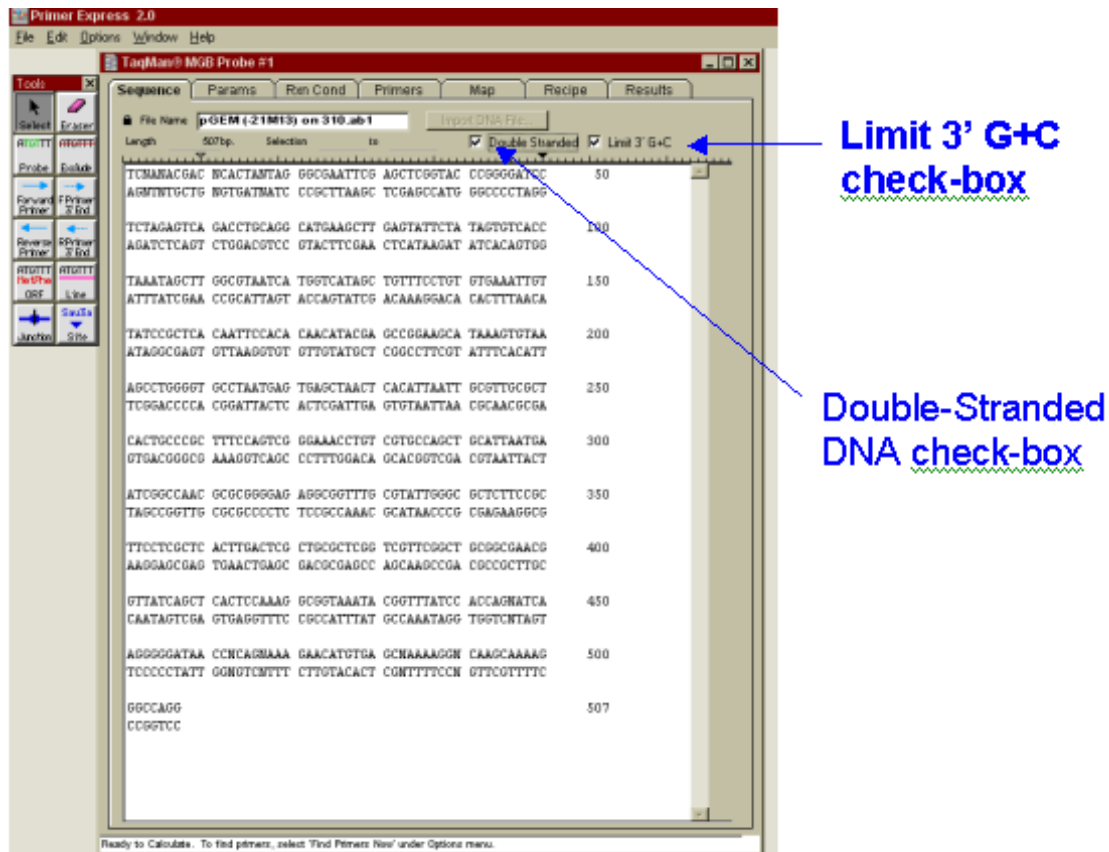 Primer Express 2.0
File Edit Options Window Help
TaqMan® MGB Probe #1
Tools
Sequence Params Rxn Cond Primers Map Recipe Results
Select Eraser
File Name pGEM (-21M13) on 310.ab1 Import DNA File...
Length 507bp. Selection to Double Stranded Limit 3' G+C
Limit 3' G+C
check-box
Probe Exclude
Forward Primer FPrimer 3' End
Reverse Primer RPrimer 3' End
ORF Line
Junction Site
TCNANACGAC NCACTANTAG GGCGAATTCG AGCTCGGTAC CCGGGGATCC 50
AGNTNTGCTG NGTGATNATC CCGCTTAAGC TCGAGCCATG GGCCCCTAGG
TCTAGAGTCA GACCTGCAGG CATGAAGCTT GAGTATTCTA TAGTGTCACC 100
AGATCTCAGT CTGGACGTCC GTACTTCGAA CTCATAAGAT ATCACAGTGG
TAAATAGCTT GGCGTAATCA TGGTCATAGC TGTTTCCTGT GTGAAATTGT 150
ATTTATCGAA CCGCATTAGT ACCAGTATCG ACAAAGGACA CACTTTAACA
TATCCGCTCA CAATTCCACA CAACATACGA GCCGGAAGCA TAAAGTGTAA 200
ATAGGCGAGT GTTAAGGTGT GTTGTATGCT CGGCCTTCGT ATTTCACATT
AGCCTGGGGT GCCTAATGAG TGAGCTAACT CACATTAATT GCGTTGCGCT 250
TCGGACCCCA CGGATTACTC ACTCGATTGA GTGTAATTAA CGCAACGCGA
Double-Stranded
DNA check-box
CACTGCCCGC TTTCCAGTCG GGAAACCTGT CGTGCCAGCT GCATTAATGA 300
GTGACGGGCG AAAGGTCAGC CCTTTGGACA GCACGGTCGA CGTAATTACT
ATCGGCCAAC GCGCGGGGAG AGGCGGTTTG CGTATTGGGC GCTCTTCCGC 350
TAGCCGGTTG CGCGCCCCTC TCCGCCAAAC GCATAACCCG CGAGAAGGCG
TTCCTCGCTC ACTTGACTCG CTGCGCTCGG TCGTTCGGCT GCGGCGAACG 400
AAGGAGCGAG TGAACTGAGC GACGCGAGCC AGCAAGCCGA CGCCGCTTGC
GTTATCAGCT CACTCCAAAG GCGGTAAATA CGGTTTATCC ACCAGNATCA 450
CAATAGTCGA GTGAGGTTTC CGCCATTTAT GCCAAATAGG TGGTCNTAGT
AGGGGGATAA CCNCAGNAAA GAACATGTGA GCNAAAAGGN CAAGCAAAAG 500
TCCCCCTATT GGNGTCNTTT CTTGTACACT CGNTTTTCCN GTTCGTTTTC
GGCCAGG 507
CCGGTCC
Ready to Calculate. To find primers, select 'Find Primers Now' under Options menu.